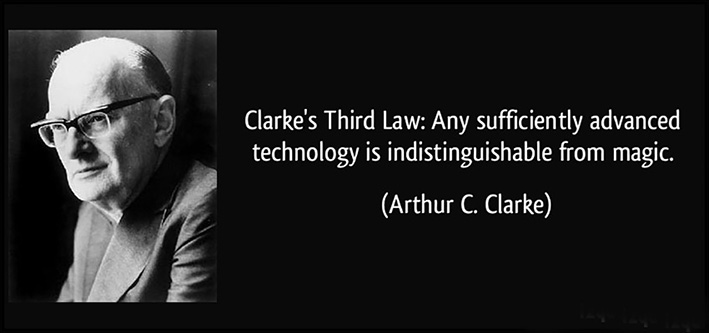 Clarke's Third Law: Any sufficiently advanced
technology is indistinguishable from magic.
(Arthur C. Clarke)